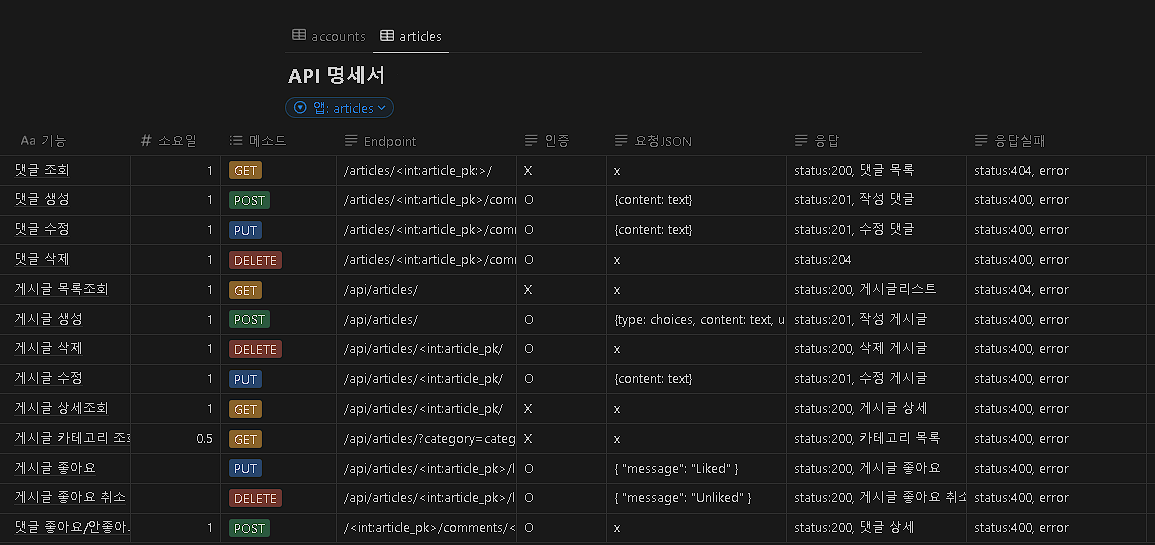 accounts articles
API 명세서
앱: articles
Aa 기능 # 소요일 메소드 Endpoint 인증 요청JSON 응답 응답실패
댓글 조회 1 GET /articles/<int:article_pk:>/ X x status:200, 댓글 목록 status:404, error
댓글 생성 1 POST /articles/<int:article_pk>/comm O {content: text} status:201, 작성 댓글 status:400, error
댓글 수정 1 PUT /articles/<int:article_pk>/comm O {content: text} status:201, 수정 댓글 status:400, error
댓글 삭제 1 DELETE /articles/<int:article_pk>/comm O x status:204 status:400, error
게시글 목록조회 1 GET /api/articles/ X x status:200, 게시글리스트 status:404, error
게시글 생성 1 POST /api/articles/ O {type: choices, content: text, u status:201, 작성 게시글 status:400, error
게시글 삭제 1 DELETE /api/articles/<int:article_pk/ O x status:200, 삭제 게시글 status:400, error
게시글 수정 1 PUT /api/articles/<int:article_pk/ O {content: text} status:201, 수정 게시글 status:400, error
게시글 상세조회 1 GET /api/articles/<int:article_pk/ X x status:200, 게시글 상세 status:400, error
게시글 카테고리 조회 0.5 GET /api/articles/?category=categ X x status:200, 카테고리 목록 status:400, error
게시글 좋아요 PUT /api/articles/<int:article_pk>/l O { "message": "Liked" } status:200, 게시글 좋아요 status:400, error
게시글 좋아요 취소 DELETE /api/articles/<int:article_pk>/l O { "message": "Unliked" } status:200, 게시글 좋아요 취소 status:400, error
댓글 좋아요/안좋아.. 1 POST /<int:article_pk>/comments/< O x status:200, 댓글 상세 status:400, error